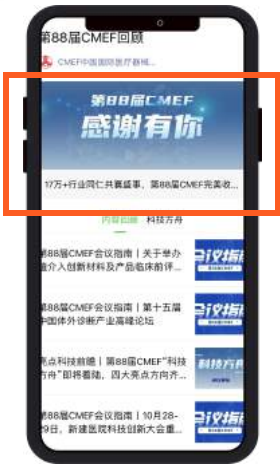 第88届CMEF回顾
CMEF中国国际医疗器械...
第88届CMEF
感谢有你
17万+行业同仁共襄盛事，第88届CMEF完美收...
内容回顾 科技方舟
第88届CMEF会议指南丨关于举办
植介入创新材料及产品临床前评...
会议指南
第88届CMEF会议指南丨第十五届
中国体外诊断产业高峰论坛
会议指南
亮点科技前瞻丨第88届CMEF“科技
方舟”即将着陆，四大亮点方向齐...
科技方舟
第88届CMEF会议指南丨10月28-
29日，新建医院科技创新大会重...
会议指南